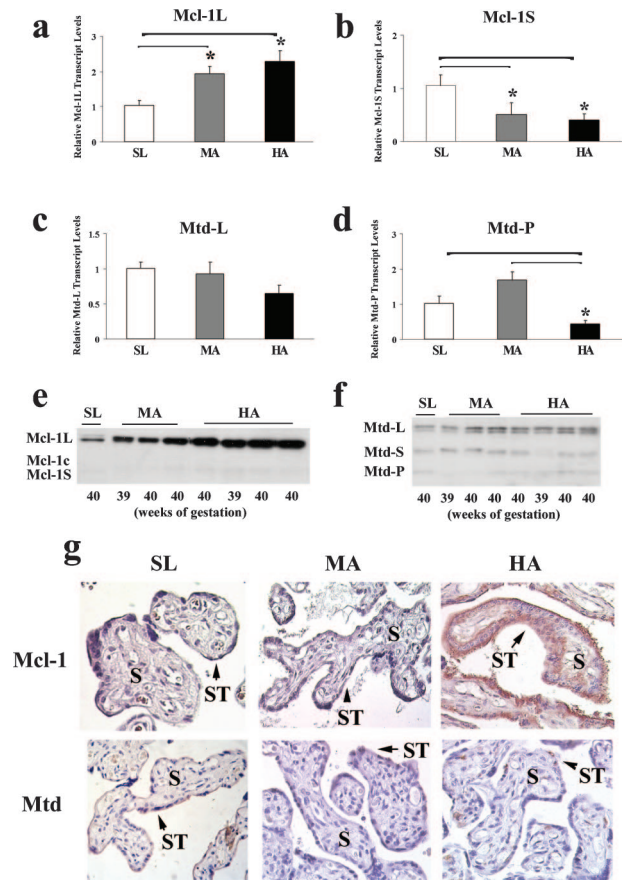 a
Mcl-1L
Relative Mcl-1L Transcript Levels
3
2
1
0
*
*
SL MA HA
b
Mcl-1S
Relative Mcl-1S Transcript Levels
2
1
0
*
*
SL MA HA
c
Mtd-L
Relative Mtd-L Transcript Levels
1.5
1
0.5
0
SL MA HA
d
Mtd-P
Relative Mtd-P Transcript Levels
3
2
1
0
*
SL MA HA
e
SL MA HA
Mcl-1L
Mcl-1c
Mcl-1S
40 39 40 40 40 39 40 40
(weeks of gestation)
f
SL MA HA
Mtd-L
Mtd-S
Mtd-P
40 39 40 40 40 39 40 40
(weeks of gestation)
g
SL MA HA
Mcl-1
S
ST
S
ST
ST
S
Mtd
S
ST
ST
S
S
ST